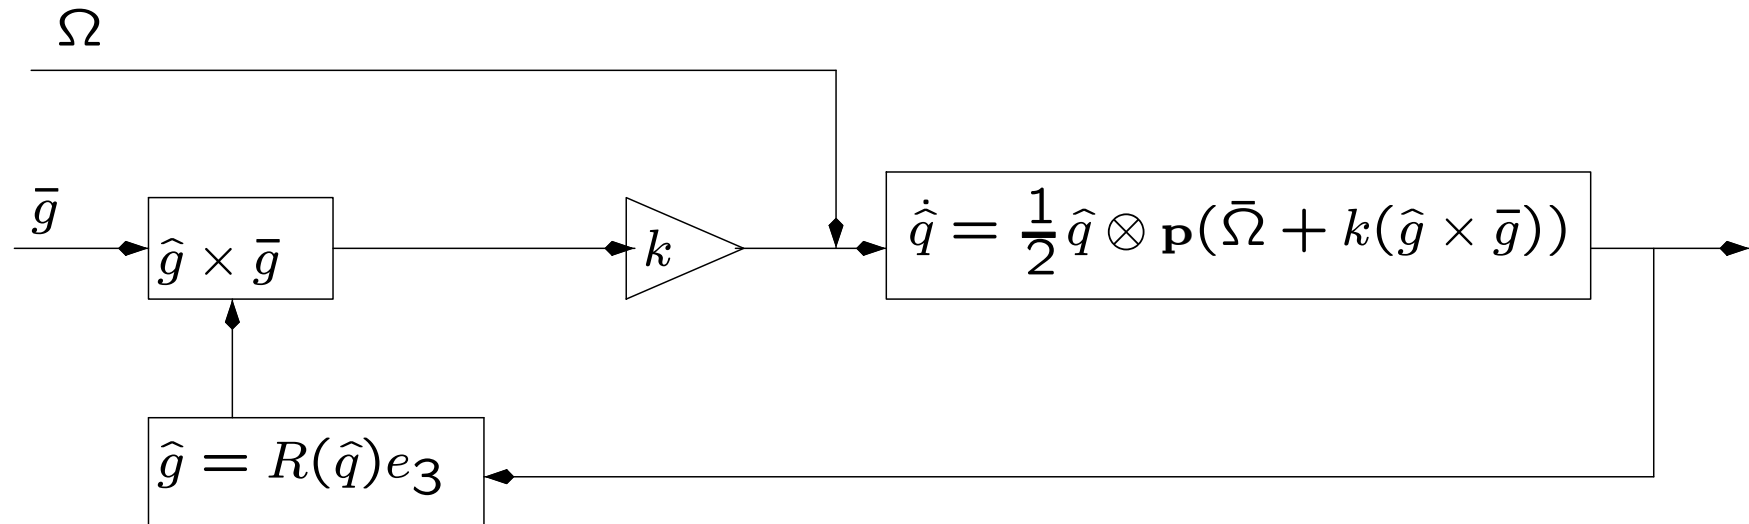 Ω
g̅
ĝ × g̅
k
q̂̇ = 1/2 q̂ ⊗ p(Ω̅ + k(ĝ × g̅))
ĝ = R(q̂)e₃